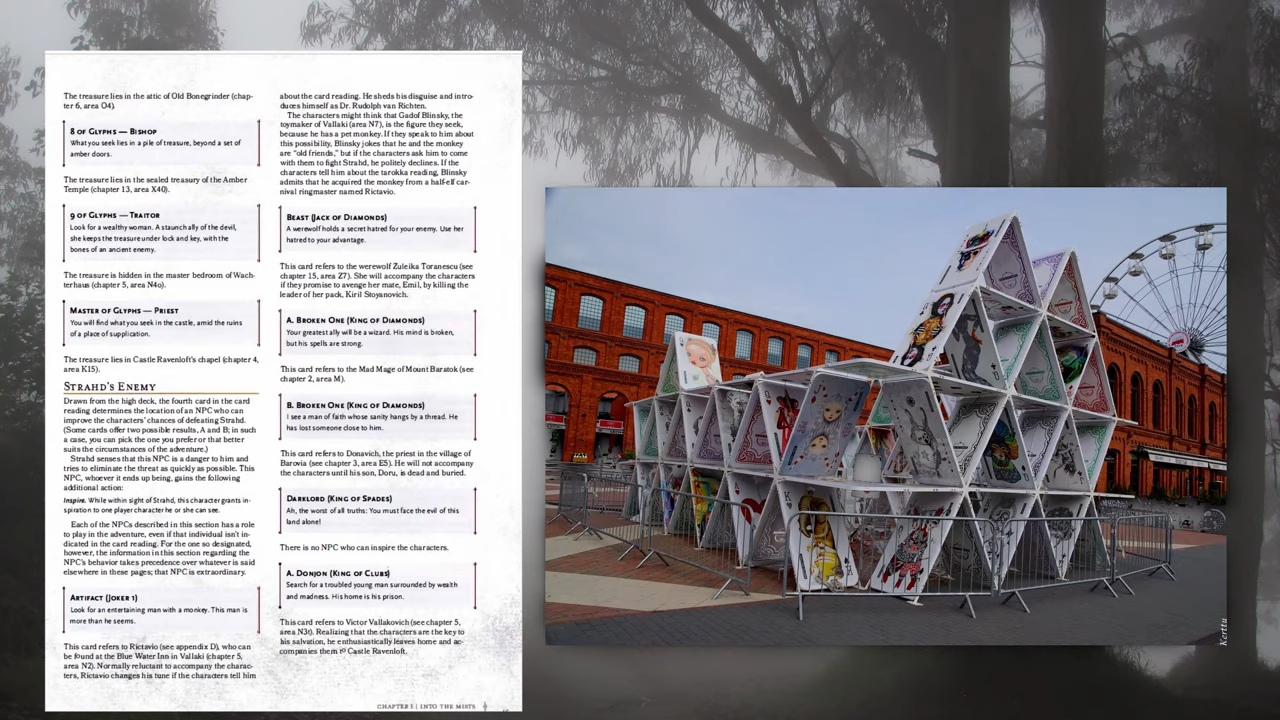 The treasure lies in the attic of Old Bonegrinder (chap-
ter 6, area O4).
8 of Glyphs — Bishop
What you seek lies in a pile of treasure, beyond a set of
amber doors.
The treasure lies in the sealed treasury of the Amber
Temple (chapter 13, area X40).
9 of Glyphs — Traitor
Look for a wealthy woman. A staunch ally of the devil,
she keeps the treasure under lock and key, with the
bones of an ancient enemy.
The treasure is hidden in the master bedroom of Wach-
terhaus (chapter 5, area N4o).
Master of Glyphs — Priest
You will find what you seek in the castle, amid the ruins
of a place of supplication.
The treasure lies in Castle Ravenloft's chapel (chapter 4,
area K15).
Strahd's Enemy
Drawn from the high deck, the fourth card in the card
reading determines the location of an NPC who can
improve the characters' chances of defeating Strahd.
(Some cards offer two possible results, A and B; in such
a case, you can pick the one you prefer or that better
suits the circumstances of the adventure.)
Strahd senses that this NPC is a danger to him and
tries to eliminate the threat as quickly as possible. This
NPC, whoever it ends up being, gains the following
additional action:
Inspire. While within sight of Strahd, this character grants in-
spiration to one player character he or she can see.
Each of the NPCs described in this section has a role
to play in the adventure, even if that individual isn't in-
dicated in the card reading. For the one so designated,
however, the information in this section regarding the
NPC's behavior takes precedence over whatever is said
elsewhere in these pages; that NPC is extraordinary.
Artifact (Joker 1)
Look for an entertaining man with a monkey. This man is
more than he seems.
This card refers to Rictavio (see appendix D), who can
be found at the Blue Water Inn in Vallaki (chapter 5,
area N2). Normally reluctant to accompany the charac-
ters, Rictavio changes his tune if the characters tell him
about the card reading. He sheds his disguise and intro-
duces himself as Dr. Rudolph van Richten.
The characters might think that Gadof Blinsky, the
toymaker of Vallaki (area N7), is the figure they seek,
because he has a pet monkey. If they speak to him about
this possibility, Blinsky jokes that he and the monkey
are "old friends," but if the characters ask him to come
with them to fight Strahd, he politely declines. If the
characters tell him about the tarokka reading, Blinsky
admits that he acquired the monkey from a half-elf car-
nival ringmaster named Rictavio.
Beast (Jack of Diamonds)
A werewolf holds a secret hatred for your enemy. Use her
hatred to your advantage.
This card refers to the werewolf Zuleika Toranescu (see
chapter 15, area Z7). She will accompany the characters
if they promise to avenge her mate, Emil, by killing the
leader of her pack, Kiril Stoyanovich.
A. Broken One (King of Diamonds)
Your greatest ally will be a wizard. His mind is broken,
but his spells are strong.
This card refers to the Mad Mage of Mount Baratok (see
chapter 2, area M).
B. Broken One (King of Diamonds)
I see a man of faith whose sanity hangs by a thread. He
has lost someone close to him.
This card refers to Donavich, the priest in the village of
Barovia (see chapter 3, area E5). He will not accompany
the characters until his son, Doru, is dead and buried.
Darklord (King of Spades)
Ah, the worst of all truths: You must face the evil of this
land alone!
There is no NPC who can inspire the characters.
A. Donjon (King of Clubs)
Search for a troubled young man surrounded by wealth
and madness. His home is his prison.
This card refers to Victor Vallakovich (see chapter 5,
area N3t). Realizing that the characters are the key to
his salvation, he enthusiastically leaves home and ac-
companies them to Castle Ravenloft.
CHAPTER 1 | INTO THE MISTS
Kerttu